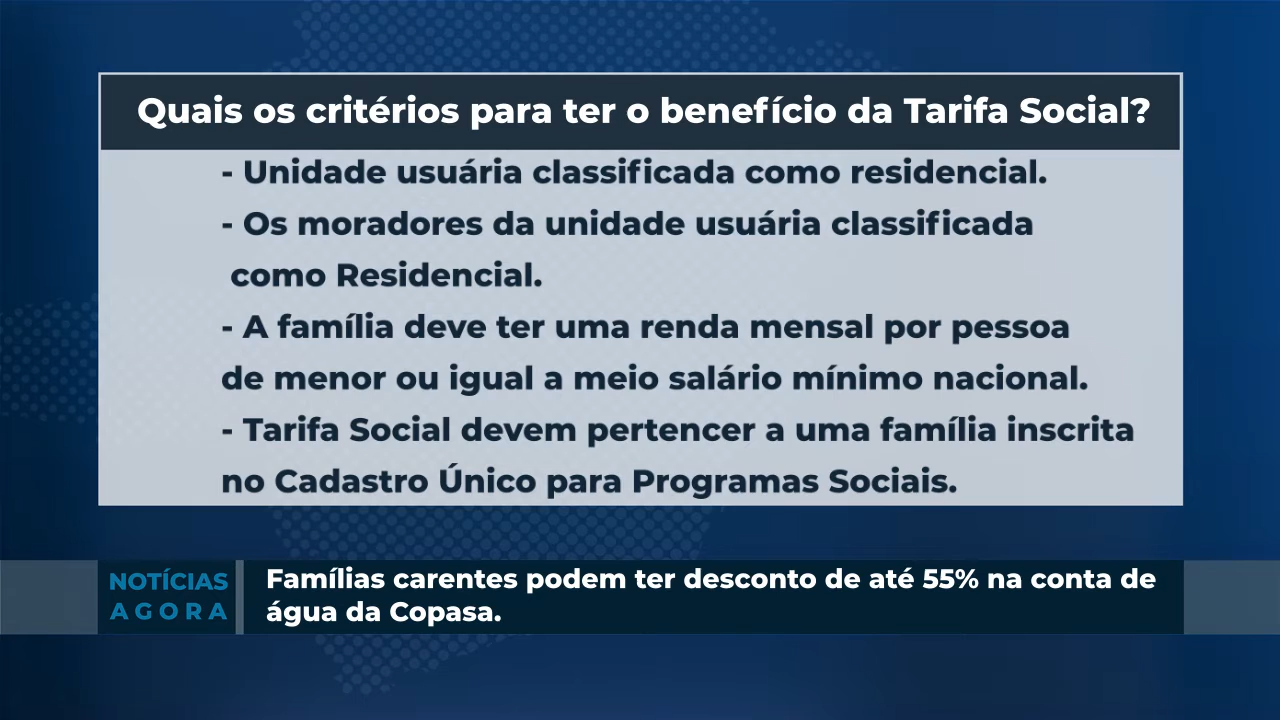 Quais os critérios para ter o benefício da Tarifa Social?
- Unidade usuária classificada como residencial.
- Os moradores da unidade usuária classificada
como Residencial.
- A família deve ter uma renda mensal por pessoa
de menor ou igual a meio salário mínimo nacional.
- Tarifa Social devem pertencer a uma família inscrita
no Cadastro Único para Programas Sociais.
NOTÍCIAS
AGORA
Famílias carentes podem ter desconto de até 55% na conta de
água da Copasa.